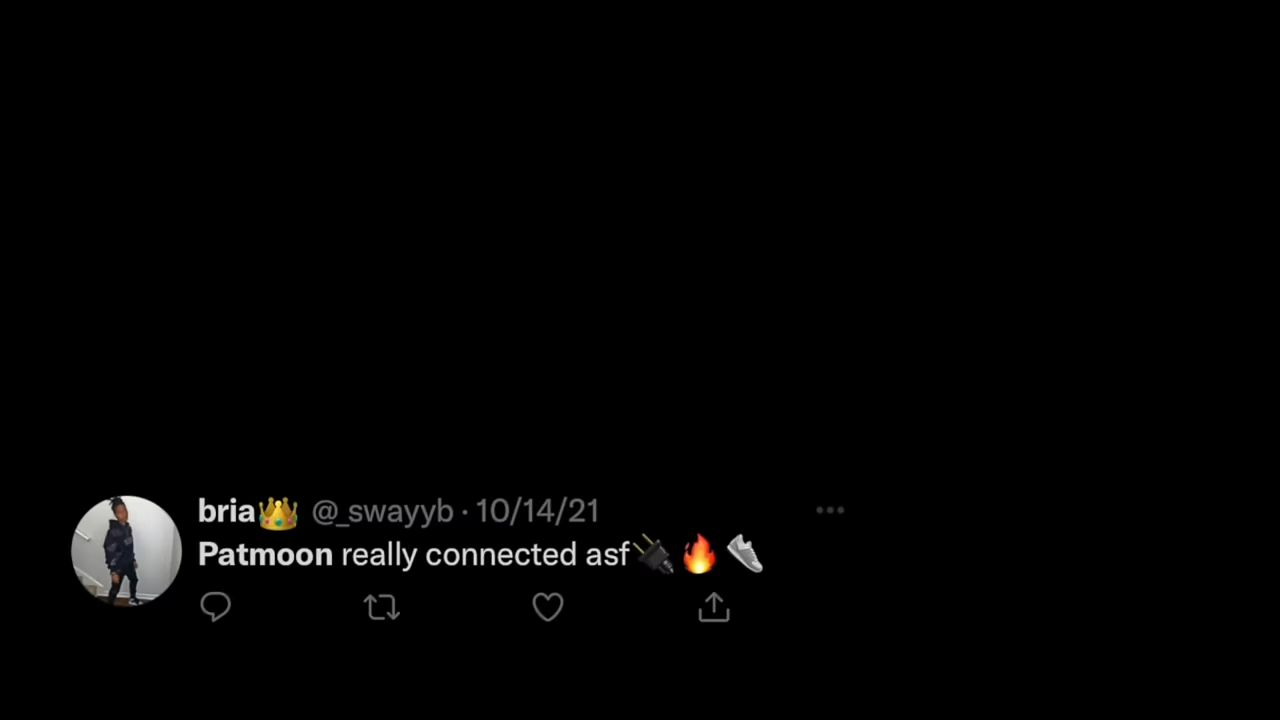 bria👑 @_swayyb · 10/14/21
Patmoon really connected asf🔌🔥👟